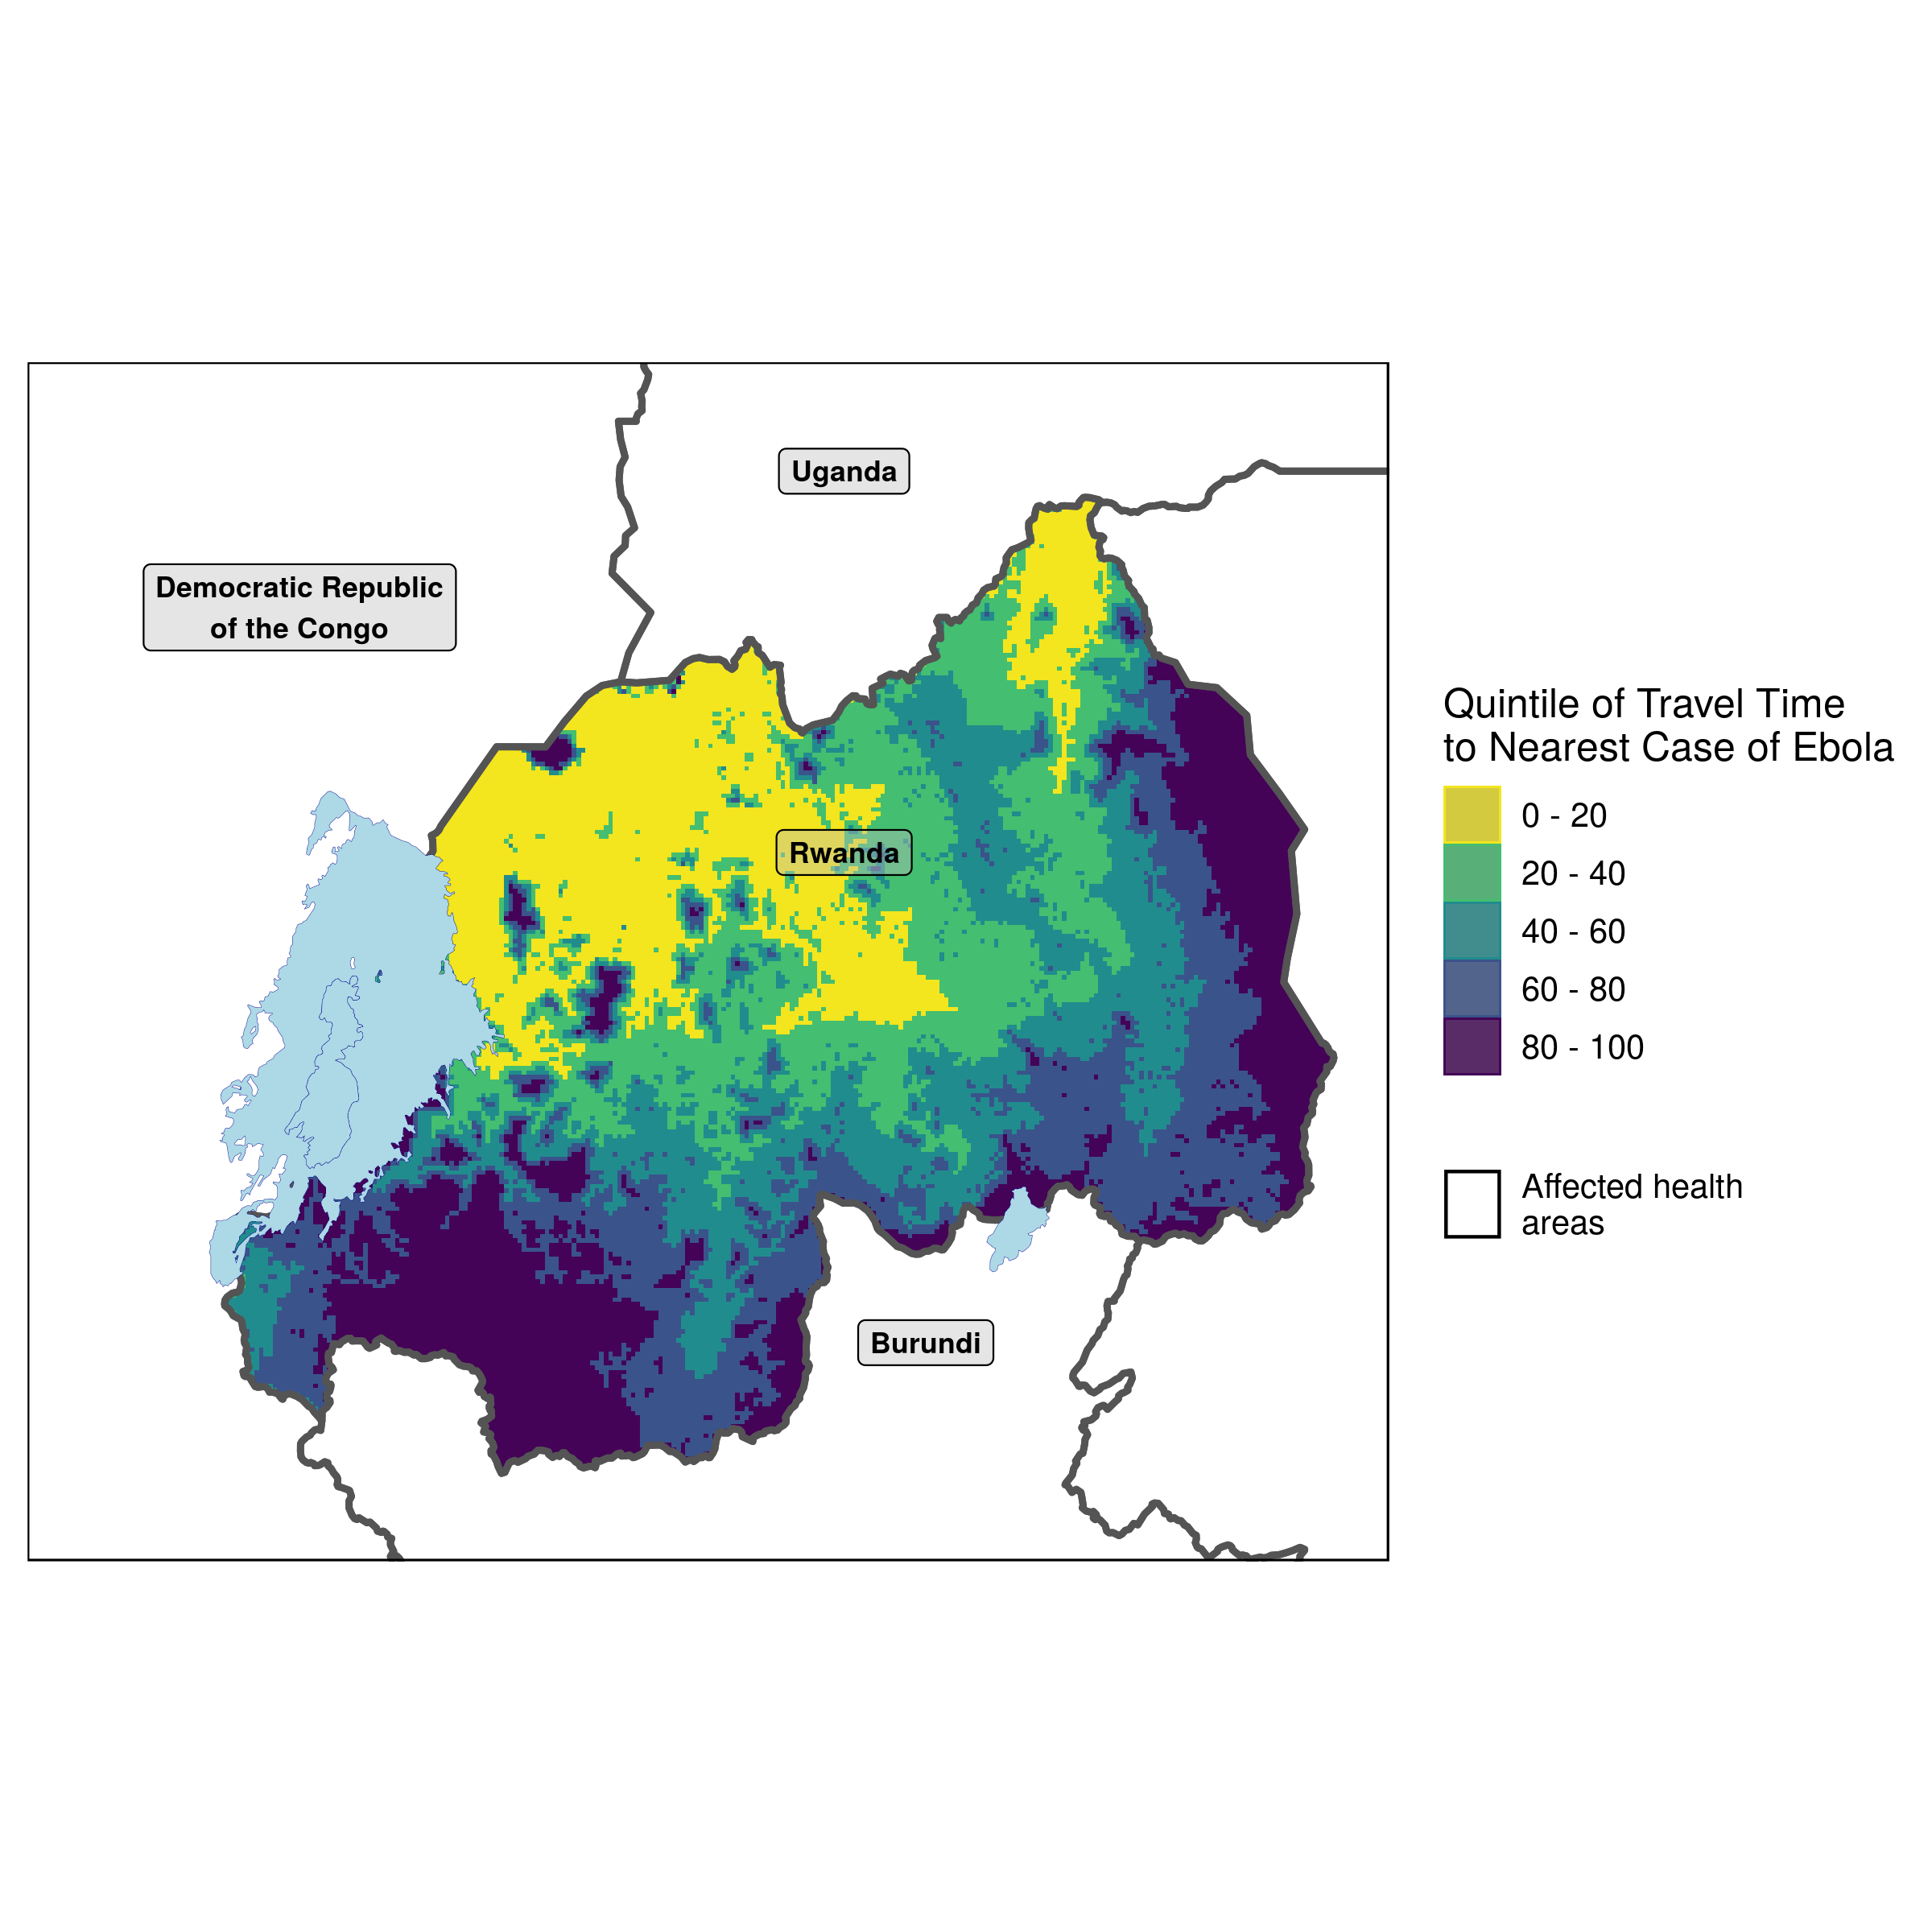 Uganda
Democratic Republic
of the Congo
Rwanda
Burundi
Quintile of Travel Time
to Nearest Case of Ebola
0 - 20
20 - 40
40 - 60
60 - 80
80 - 100
Affected health
areas